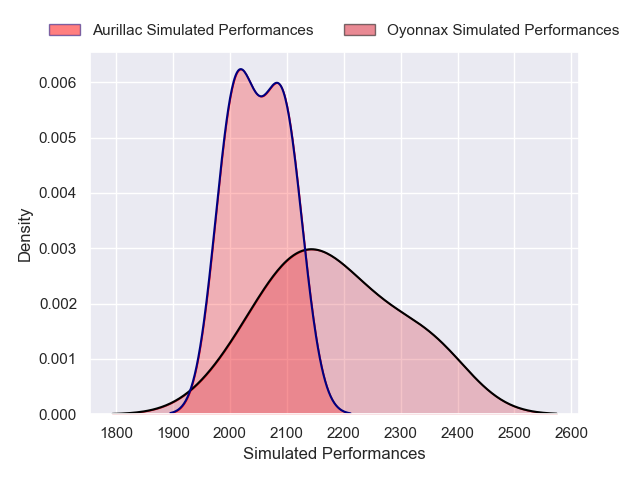 Aurillac Simulated Performances Oyonnax Simulated Performances
0.006
0.005
0.004
0.003
0.002
0.001
0.000
Density
1800 1900 2000 2100 2200 2300 2400 2500 2600
Simulated Performances